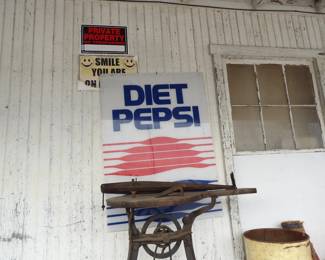 PRIVATE
PROPERTY
SMILE
YOU ARE
ON
DIET
PEPSI